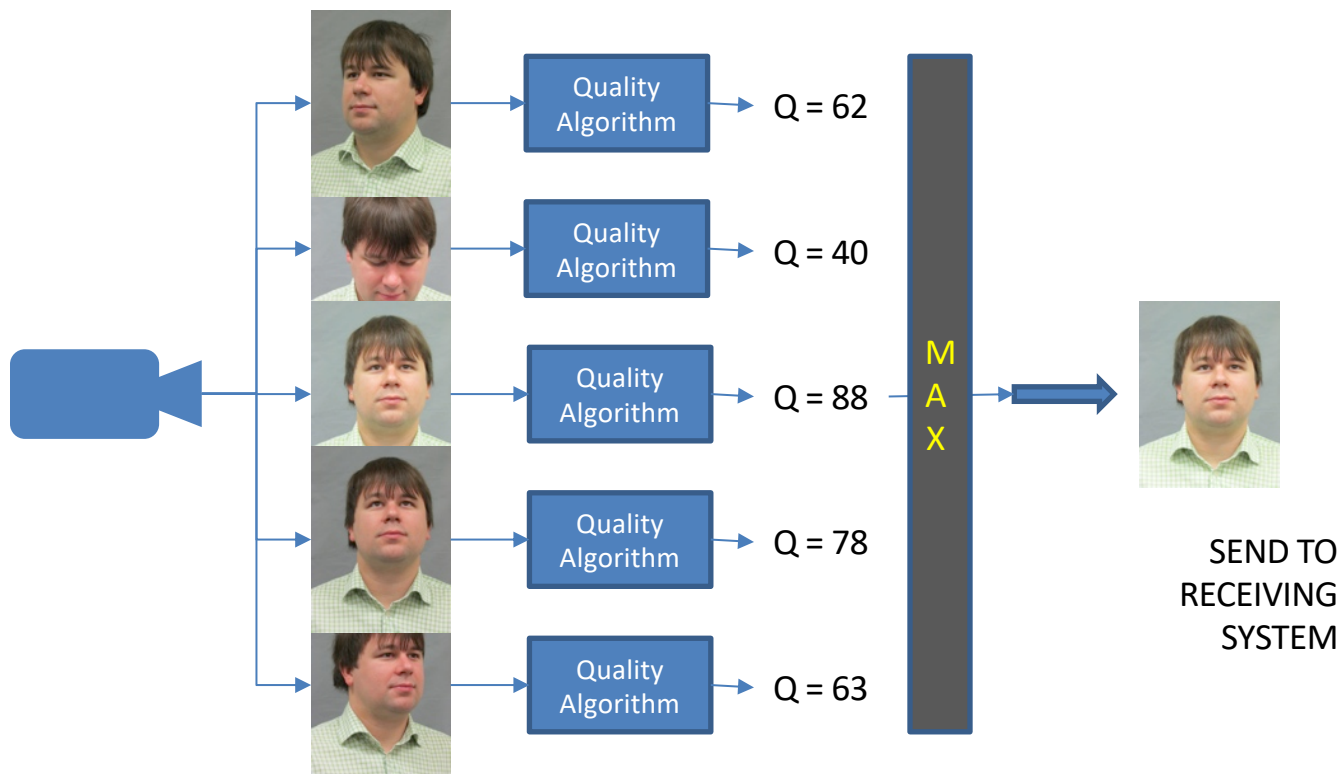 Quality
Algorithm
Q = 62
Quality
Algorithm
Q = 40
Quality
Algorithm
Q = 88
Quality
Algorithm
Q = 78
Quality
Algorithm
Q = 63
M
A
X
SEND TO
RECEIVING
SYSTEM